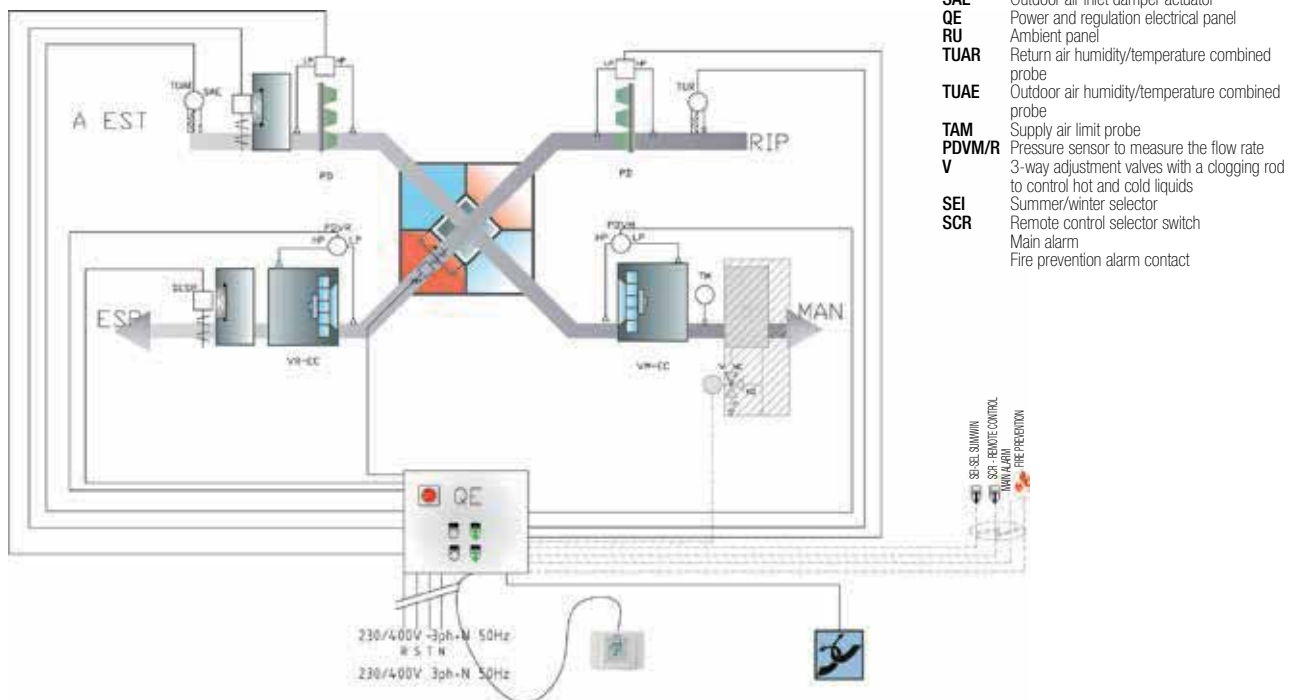 SAE Outdoor air inlet damper actuator
QE Power and regulation electrical panel
RU Ambient panel
TUAR Return air humidity/temperature combined
probe
TUAE Outdoor air humidity/temperature combined
probe
TAM Supply air limit probe
PDVM/R Pressure sensor to measure the flow rate
V 3-way adjustment valves with a clogging rod
to control hot and cold liquids
SEI Summer/winter selector
SCR Remote control selector switch
Main alarm
Fire prevention alarm contact
LP HP
LP HP
SAE
TUR
A EST
RIP
PD
PD
PDVR
HP LP
PDVM
HP LP
TM
ESP
MAN
VR-EC
VM-EC
SEI-SEL SUMWIN
SCR - REMOTE CONTROL
MAIN ALARM
FIRE PREVENTION
QE
230/400V 3ph+N 50Hz
R S T N
230/400V 3ph+N 50Hz